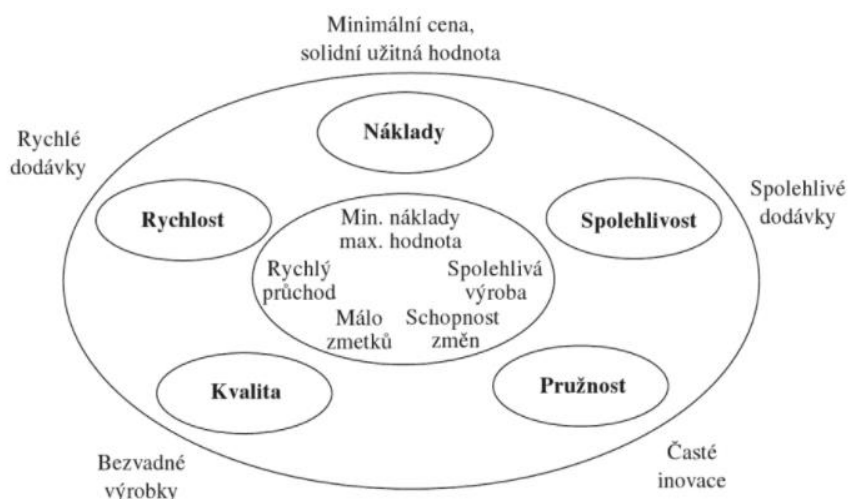 Minimální cena,
solidní užitná hodnota
Náklady
Rychlé
dodávky
Spolehlivé
dodávky
Rychlost
Spolehlivost
Min. náklady
max. hodnota
Rychlý
průchod
Spolehlivá
výroba
Málo
zmetků
Schopnost
změn
Kvalita
Pružnost
Bezvadné
výrobky
Časté
inovace